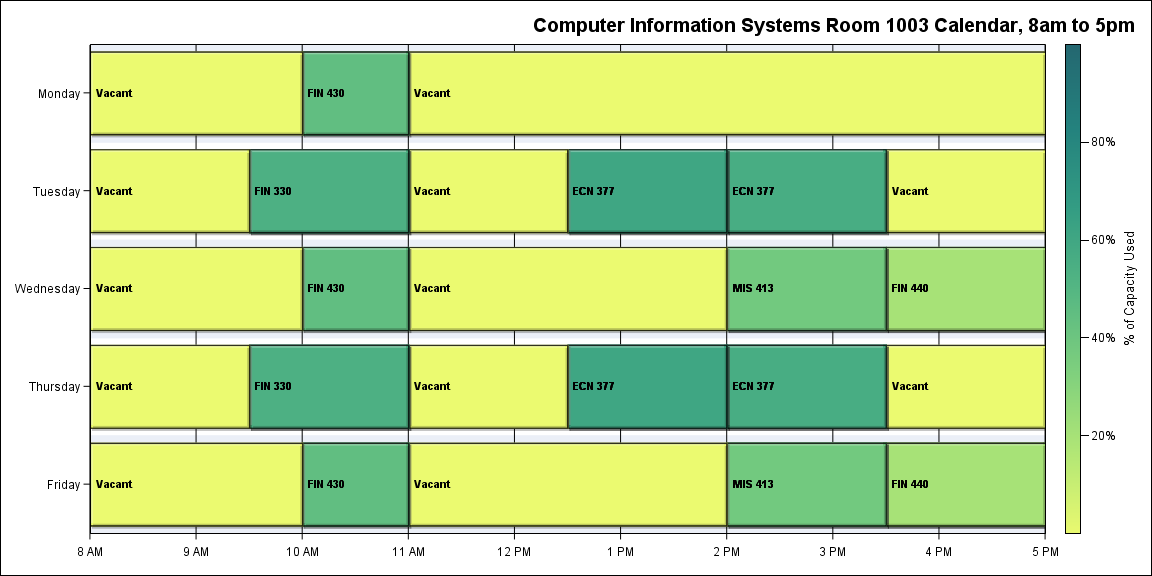 Computer Information Systems Room 1003 Calendar, 8am to 5pm
Monday
Vacant
FIN 430
Vacant
Tuesday
Vacant
FIN 330
Vacant
ECN 377
ECN 377
Vacant
Wednesday
Vacant
FIN 430
Vacant
MIS 413
FIN 440
Thursday
Vacant
FIN 330
Vacant
ECN 377
ECN 377
Vacant
Friday
Vacant
FIN 430
Vacant
MIS 413
FIN 440
8 AM
9 AM
10 AM
11 AM
12 PM
1 PM
2 PM
3 PM
4 PM
5 PM
80%
60%
40%
20%
% of Capacity Used